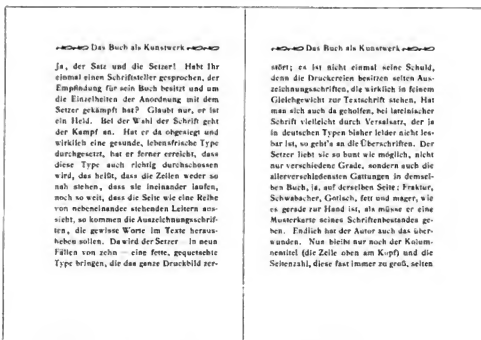 Das Buch als Kunstwerk
Ja, der Satz und die Setzer! Habt Ihr
einmal einen Schriftsteller gesprochen, der
Empfindung für sein Buch besitzt und um
die Einzelheiten der Anordnung mit dem
Setzer gekämpft hat? Glaubt nur, er ist
ein Held. Bei der Wahl der Schrift geht
der Kampf an. Hat er da obgesiegt und
wirklich eine gesunde, lebensfrische Type
durchgesetzt, hat er ferner erreicht, dass
diese Type auch richtig durchschossen
wird, das heißt, dass die Zeilen weder so
nah stehen, dass sie ineinander laufen,
noch so weit, dass die Seite wie eine Reihe
von nebeneinander stehenden Leitern aus-
sieht, so kommen die Auszeichnungsschrif-
ten, die gewisse Worte im Texte heraus-
heben sollen. Da wird der Setzer in neun
Fällen von zehn — eine fette, gequetschte
Type bringen, die das ganze Druckbild zer-
Das Buch als Kunstwerk
stört; es ist nicht einmal seine Schuld,
denn die Druckereien besitzen selten Aus-
zeichnungsschriften, die wirklich in feinem
Gleichgewicht zur Textschrift stehen. Hat
man sich auch da geholfen, bei lateinischer
Schrift vielleicht durch Versalsatz, der ja
in deutschen Typen bisher leider nicht les-
bar ist, so geht's an die Überschriften. Der
Setzer liebt sie so bunt wie möglich, nicht
nur verschiedene Grade, sondern auch die
allerverschiedensten Gattungen in demsel-
ben Buch, ja, auf derselben Seite: Fraktur,
Schwabacher, Gotisch, fett und mager, wie
es gerade zur Hand ist, als müsse er eine
Musterkarte seines Schriftenbestandes ge-
ben. Endlich hat der Autor auch das über-
wunden. Nun bleibt nur noch der Kolum-
nentitel (die Zeile oben am Kopf) und die
Seitenzahl, diese fast immer zu groß, selten